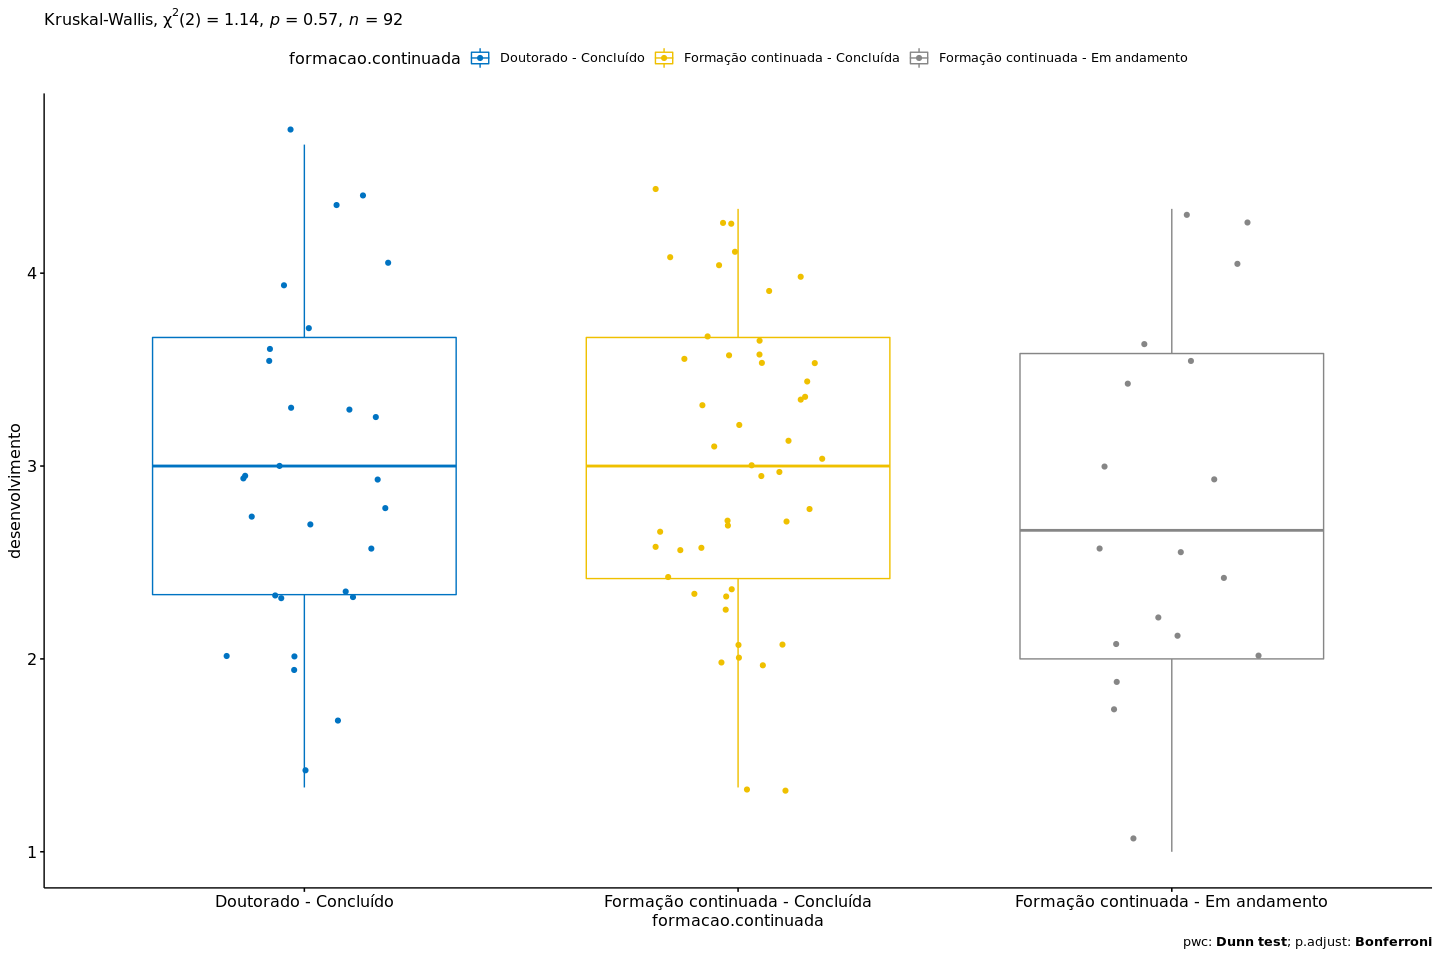 Kruskal-Wallis, χ²(2) = 1.14, p = 0.57, n = 92
formacao.continuada Doutorado - Concluído Formação continuada - Concluída Formação continuada - Em andamento
desenvolvimento
4
3
2
1
Doutorado - Concluído Formação continuada - Concluída Formação continuada - Em andamento
formacao.continuada
pwc: Dunn test; p.adjust: Bonferroni